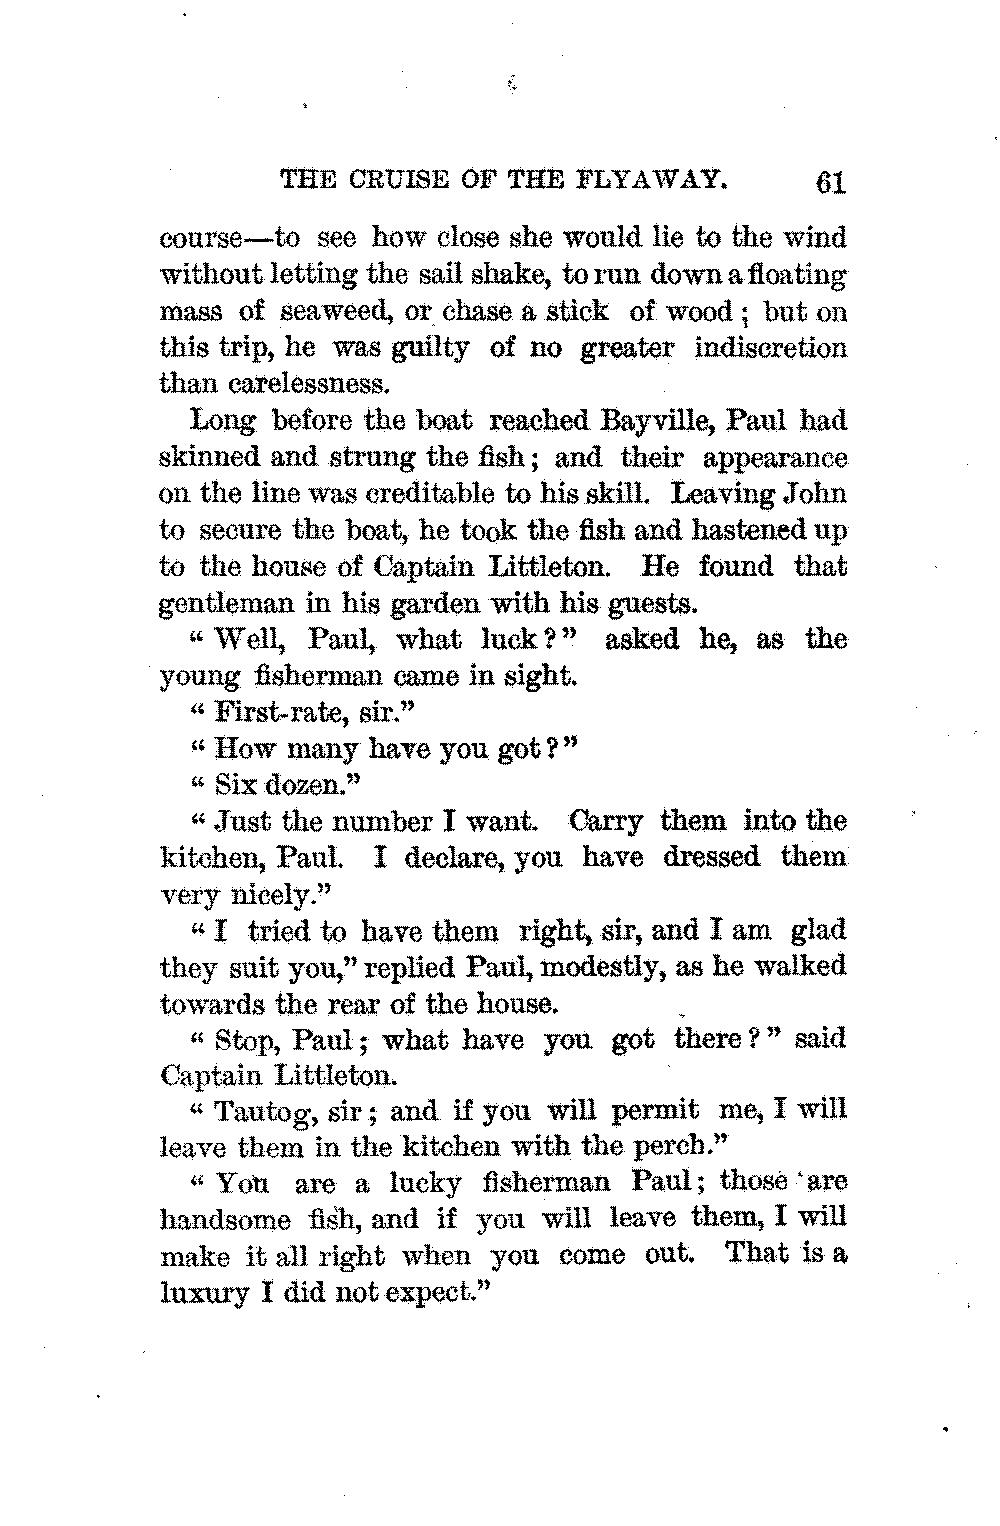 THE CRUISE OF THE FLYAWAY. 61
course—to see how close she would lie to the wind
without letting the sail shake, to run down a floating
mass of seaweed, or chase a stick of wood; but on
this trip, he was guilty of no greater indiscretion
than carelessness.
Long before the boat reached Bayville, Paul had
skinned and strung the fish; and their appearance
on the line was creditable to his skill. Leaving John
to secure the boat, he took the fish and hastened up
to the house of Captain Littleton. He found that
gentleman in his garden with his guests.
“Well, Paul, what luck?” asked he, as the
young fisherman came in sight.
“First-rate, sir.”
“How many have you got?”
“Six dozen.”
“Just the number I want. Carry them into the
kitchen, Paul. I declare, you have dressed them
very nicely.”
“I tried to have them right, sir, and I am glad
they suit you,” replied Paul, modestly, as he walked
towards the rear of the house.
“Stop, Paul; what have you got there?” said
Captain Littleton.
“Tautog, sir; and if you will permit me, I will
leave them in the kitchen with the perch.”
“You are a lucky fisherman Paul; those are
handsome fish, and if you will leave them, I will
make it all right when you come out. That is a
luxury I did not expect.”